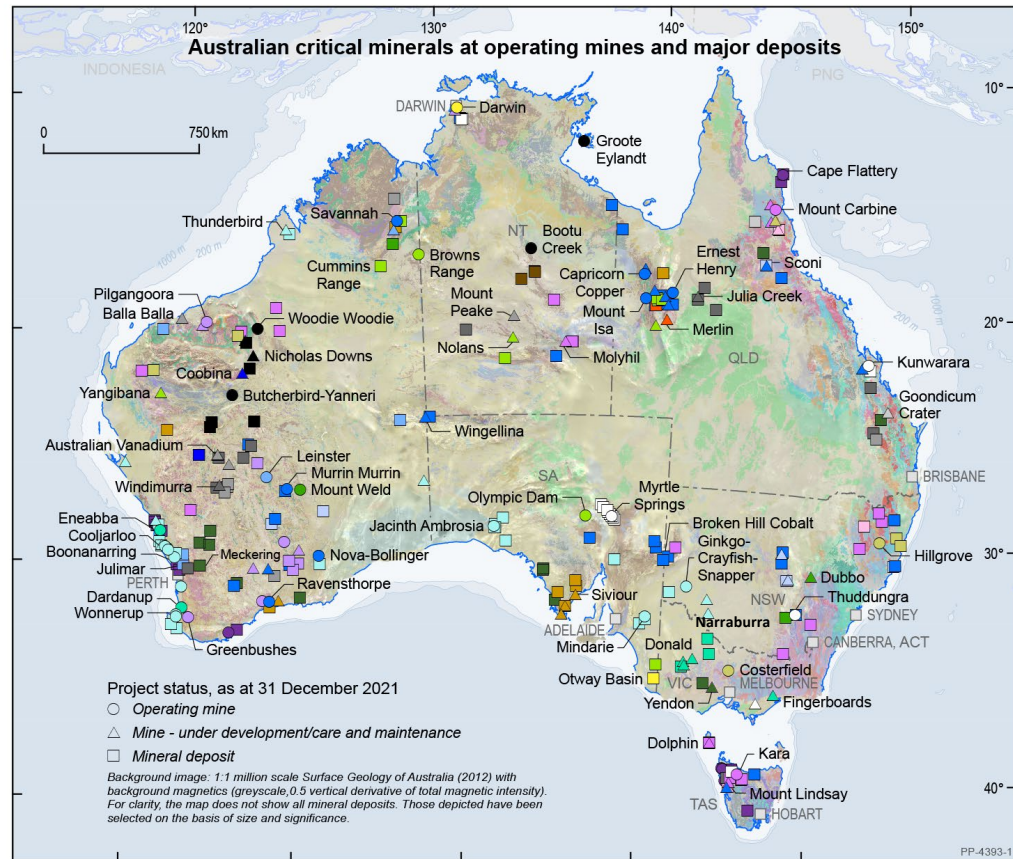 120°
130°
140°
150°
Australian critical minerals at operating mines and major deposits
INDONESIA
PNG
10°
0
750 km
DARWIN
Darwin
Groote
Eylandt
Cape Flattery
Mount Carbine
Thunderbird
Savannah
NT
Bootu
Creek
Ernest
Henry
Sconi
1000 m
200 m
Cummins
Range
Browns
Range
Capricorn
Copper
Mount
Isa
Julia Creek
Pilgangoora
Balla Balla
Woodie Woodie
Mount
Peake
Merlin
20°
Nicholas Downs
Nolans
Molyhil
QLD
Coobina
Kunwarara
Yangibana
Butcherbird-Yanneri
Goondicum
Crater
200 m
1000 m
Wingellina
Australian Vanadium
Leinster
SA
Murrin Murrin
Windimurra
Mount Weld
Olympic Dam
Myrtle
Springs
BRISBANE
Eneabba
Cooljarloo
Boonanarring
Meckering
Julimar
Jacinth Ambrosia
Broken Hill Cobalt
Ginkgo-
Crayfish-
Snapper
30°
Nova-Bollinger
Hillgrove
PERTH
Ravensthorpe
Dubbo
Dardanup
Siviour
NSW
Thuddungra
Wonnerup
Narraburra
SYDNEY
ADELAIDE
Greenbushes
Mindarie
Donald
CANBERRA, ACT
Otway Basin
VIC
Costerfield
MELBOURNE
Yendon
Fingerboards
Project status, as at 31 December 2021
Operating mine
Mine - under development/care and maintenance
Mineral deposit
Dolphin
Kara
Background image: 1:1 million scale Surface Geology of Australia (2012) with
background magnetics (greyscale,0.5 vertical derivative of total magnetic intensity).
For clarity, the map does not show all mineral deposits. Those depicted have been
selected on the basis of size and significance.
Mount Lindsay
40°
TAS
HOBART
PP-4393-1